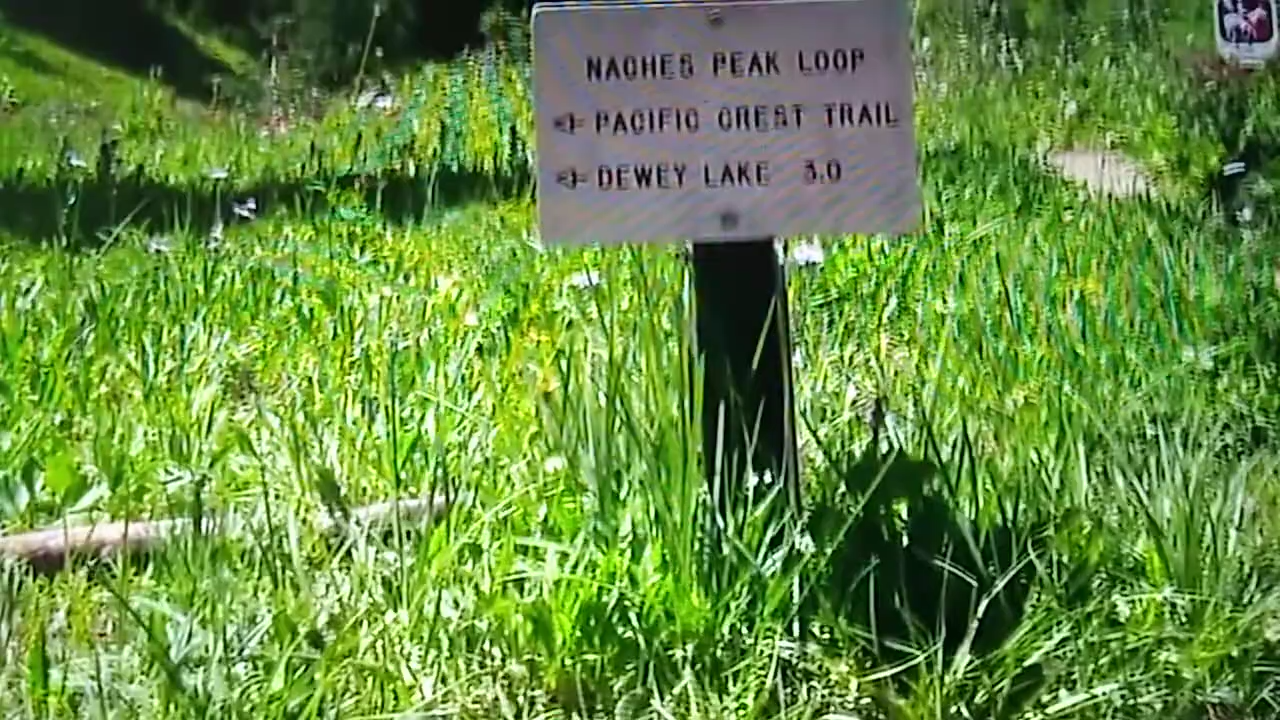 NACHES PEAK LOOP
<- PACIFIC CREST TRAIL
<- DEWEY LAKE 3.0